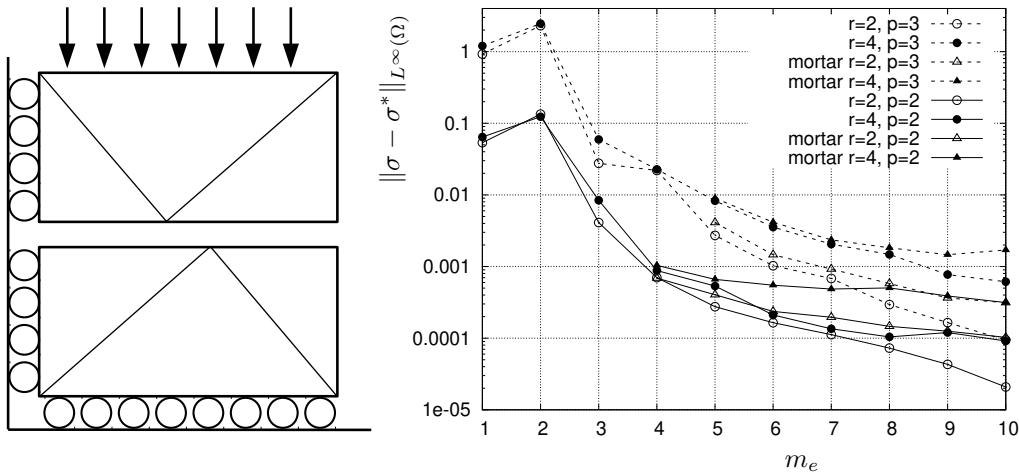 ‖σ − σ*‖L∞(Ω)
1
0.1
0.01
0.001
0.0001
1e-05
r=2, p=3
r=4, p=3
mortar r=2, p=3
mortar r=4, p=3
r=2, p=2
r=4, p=2
mortar r=2, p=2
mortar r=4, p=2
1 2 3 4 5 6 7 8 9 10
m_e